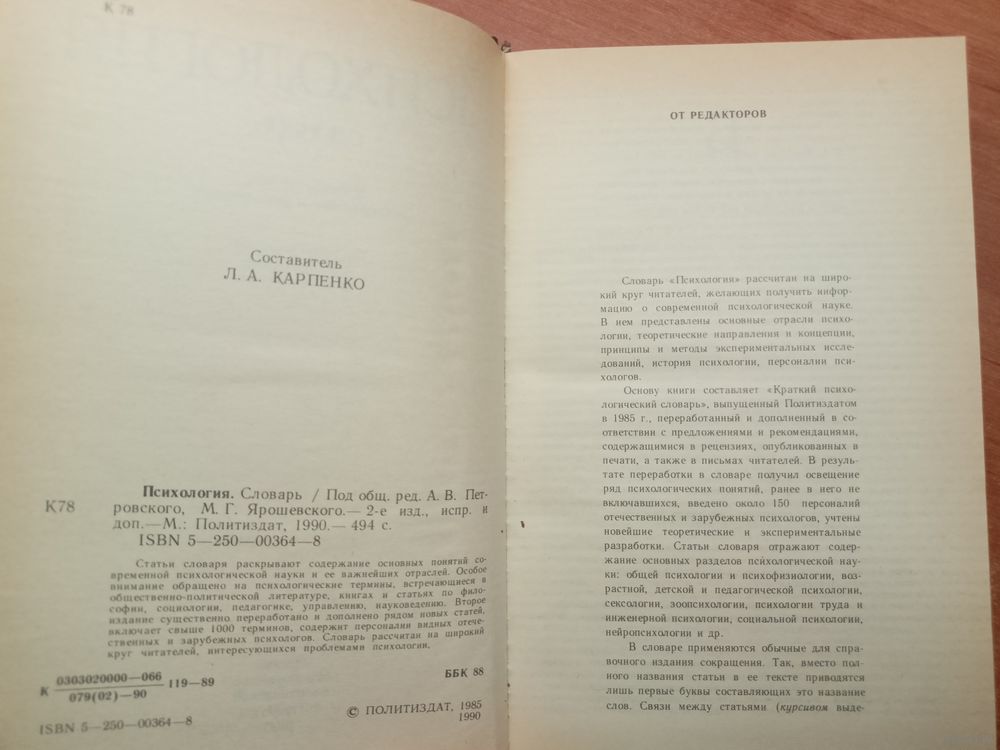 К 78
Составитель
Л. А. КАРПЕНКО
К78
Психология. Словарь / Под общ. ред. А. В. Пет-
ровского, М. Г. Ярошевского.— 2-е изд., испр. и
доп.—М.: Политиздат, 1990.— 494 с.
ISBN 5—250—00364—8
Статьи словаря раскрывают содержание основных понятий со-
временной психологической науки и ее важнейших отраслей. Особое
внимание обращено на психологические термины, встречающиеся в
общественно-политической литературе, книгах и статьях по фило-
софии, социологии, педагогике, управлению, науковедению. Второе
издание существенно переработано и дополнено рядом новых статей,
включает свыше 1000 терминов, содержит персоналии видных отече-
ственных и зарубежных психологов. Словарь рассчитан на широкий
круг читателей, интересующихся проблемами психологии.
К 0303020000—066
079(02)—90
119—89
ББК 88
ISBN 5—250—00364—8
© ПОЛИТИЗДАТ, 1985
1990
ОТ РЕДАКТОРОВ
Словарь «Психология» рассчитан на широ-
кий круг читателей, желающих получить инфор-
мацию о современной психологической науке.
В нем представлены основные отрасли психо-
логии, теоретические направления и концепции,
принципы и методы экспериментальных иссле-
дований, история психологии, персоналии пси-
хологов.
Основу книги составляет «Краткий психо-
логический словарь», выпущенный Политиздатом
в 1985 г., переработанный и дополненный в со-
ответствии с предложениями и рекомендациями,
содержащимися в рецензиях, опубликованных в
печати, а также в письмах читателей. В резуль-
тате переработки в словаре получил освещение
ряд психологических понятий, ранее в него не
включавшихся, введено около 150 персоналий
отечественных и зарубежных психологов, учтены
новейшие теоретические и экспериментальные
разработки. Статьи словаря отражают содер-
жание основных разделов психологической нау-
ки: общей психологии и психофизиологии, воз-
растной, детской и педагогической психологии,
сексологии, зоопсихологии, психологии труда и
инженерной психологии, социальной психологии,
нейропсихологии и др.
В словаре применяются обычные для спра-
вочного издания сокращения. Так, вместо пол-
ного названия статьи в ее тексте приводятся
лишь первые буквы составляющих это название
слов. Связи между статьями (курсивом выде-